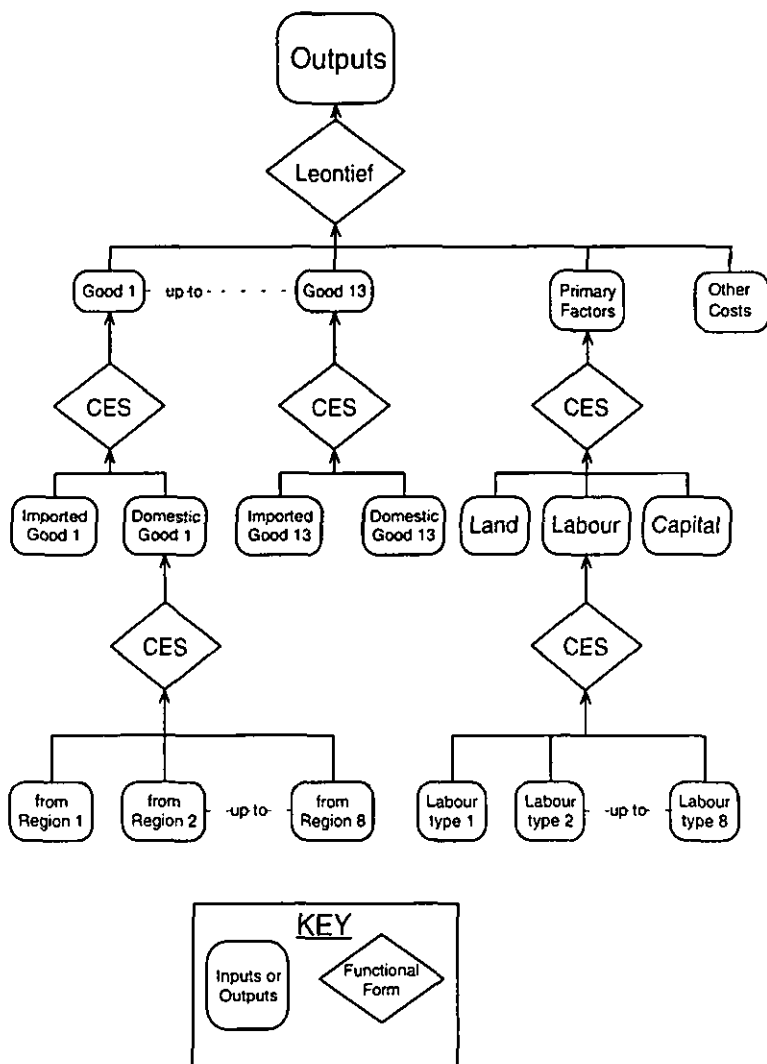 Outputs
Leontief
Good 1 - up to - - - - - Good 13
Primary
Factors
Other
Costs
CES
CES
CES
Imported
Good 1
Domestic
Good 1
Imported
Good 13
Domestic
Good 13
Land
Labour
Capital
CES
CES
from
Region 1
from
Region 2
-up to-
from
Region 8
Labour
type 1
Labour
type 2
-up to-
Labour
type 8
KEY
Inputs or
Outputs
Functional
Form